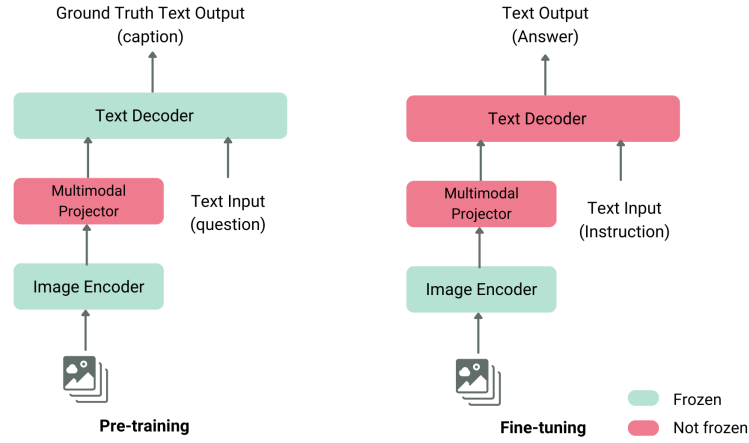 Ground Truth Text Output
(caption)
Text Decoder
Multimodal
Projector
Text Input
(question)
Image Encoder
Pre-training
Text Output
(Answer)
Text Decoder
Multimodal
Projector
Text Input
(Instruction)
Image Encoder
Fine-tuning
Frozen
Not frozen